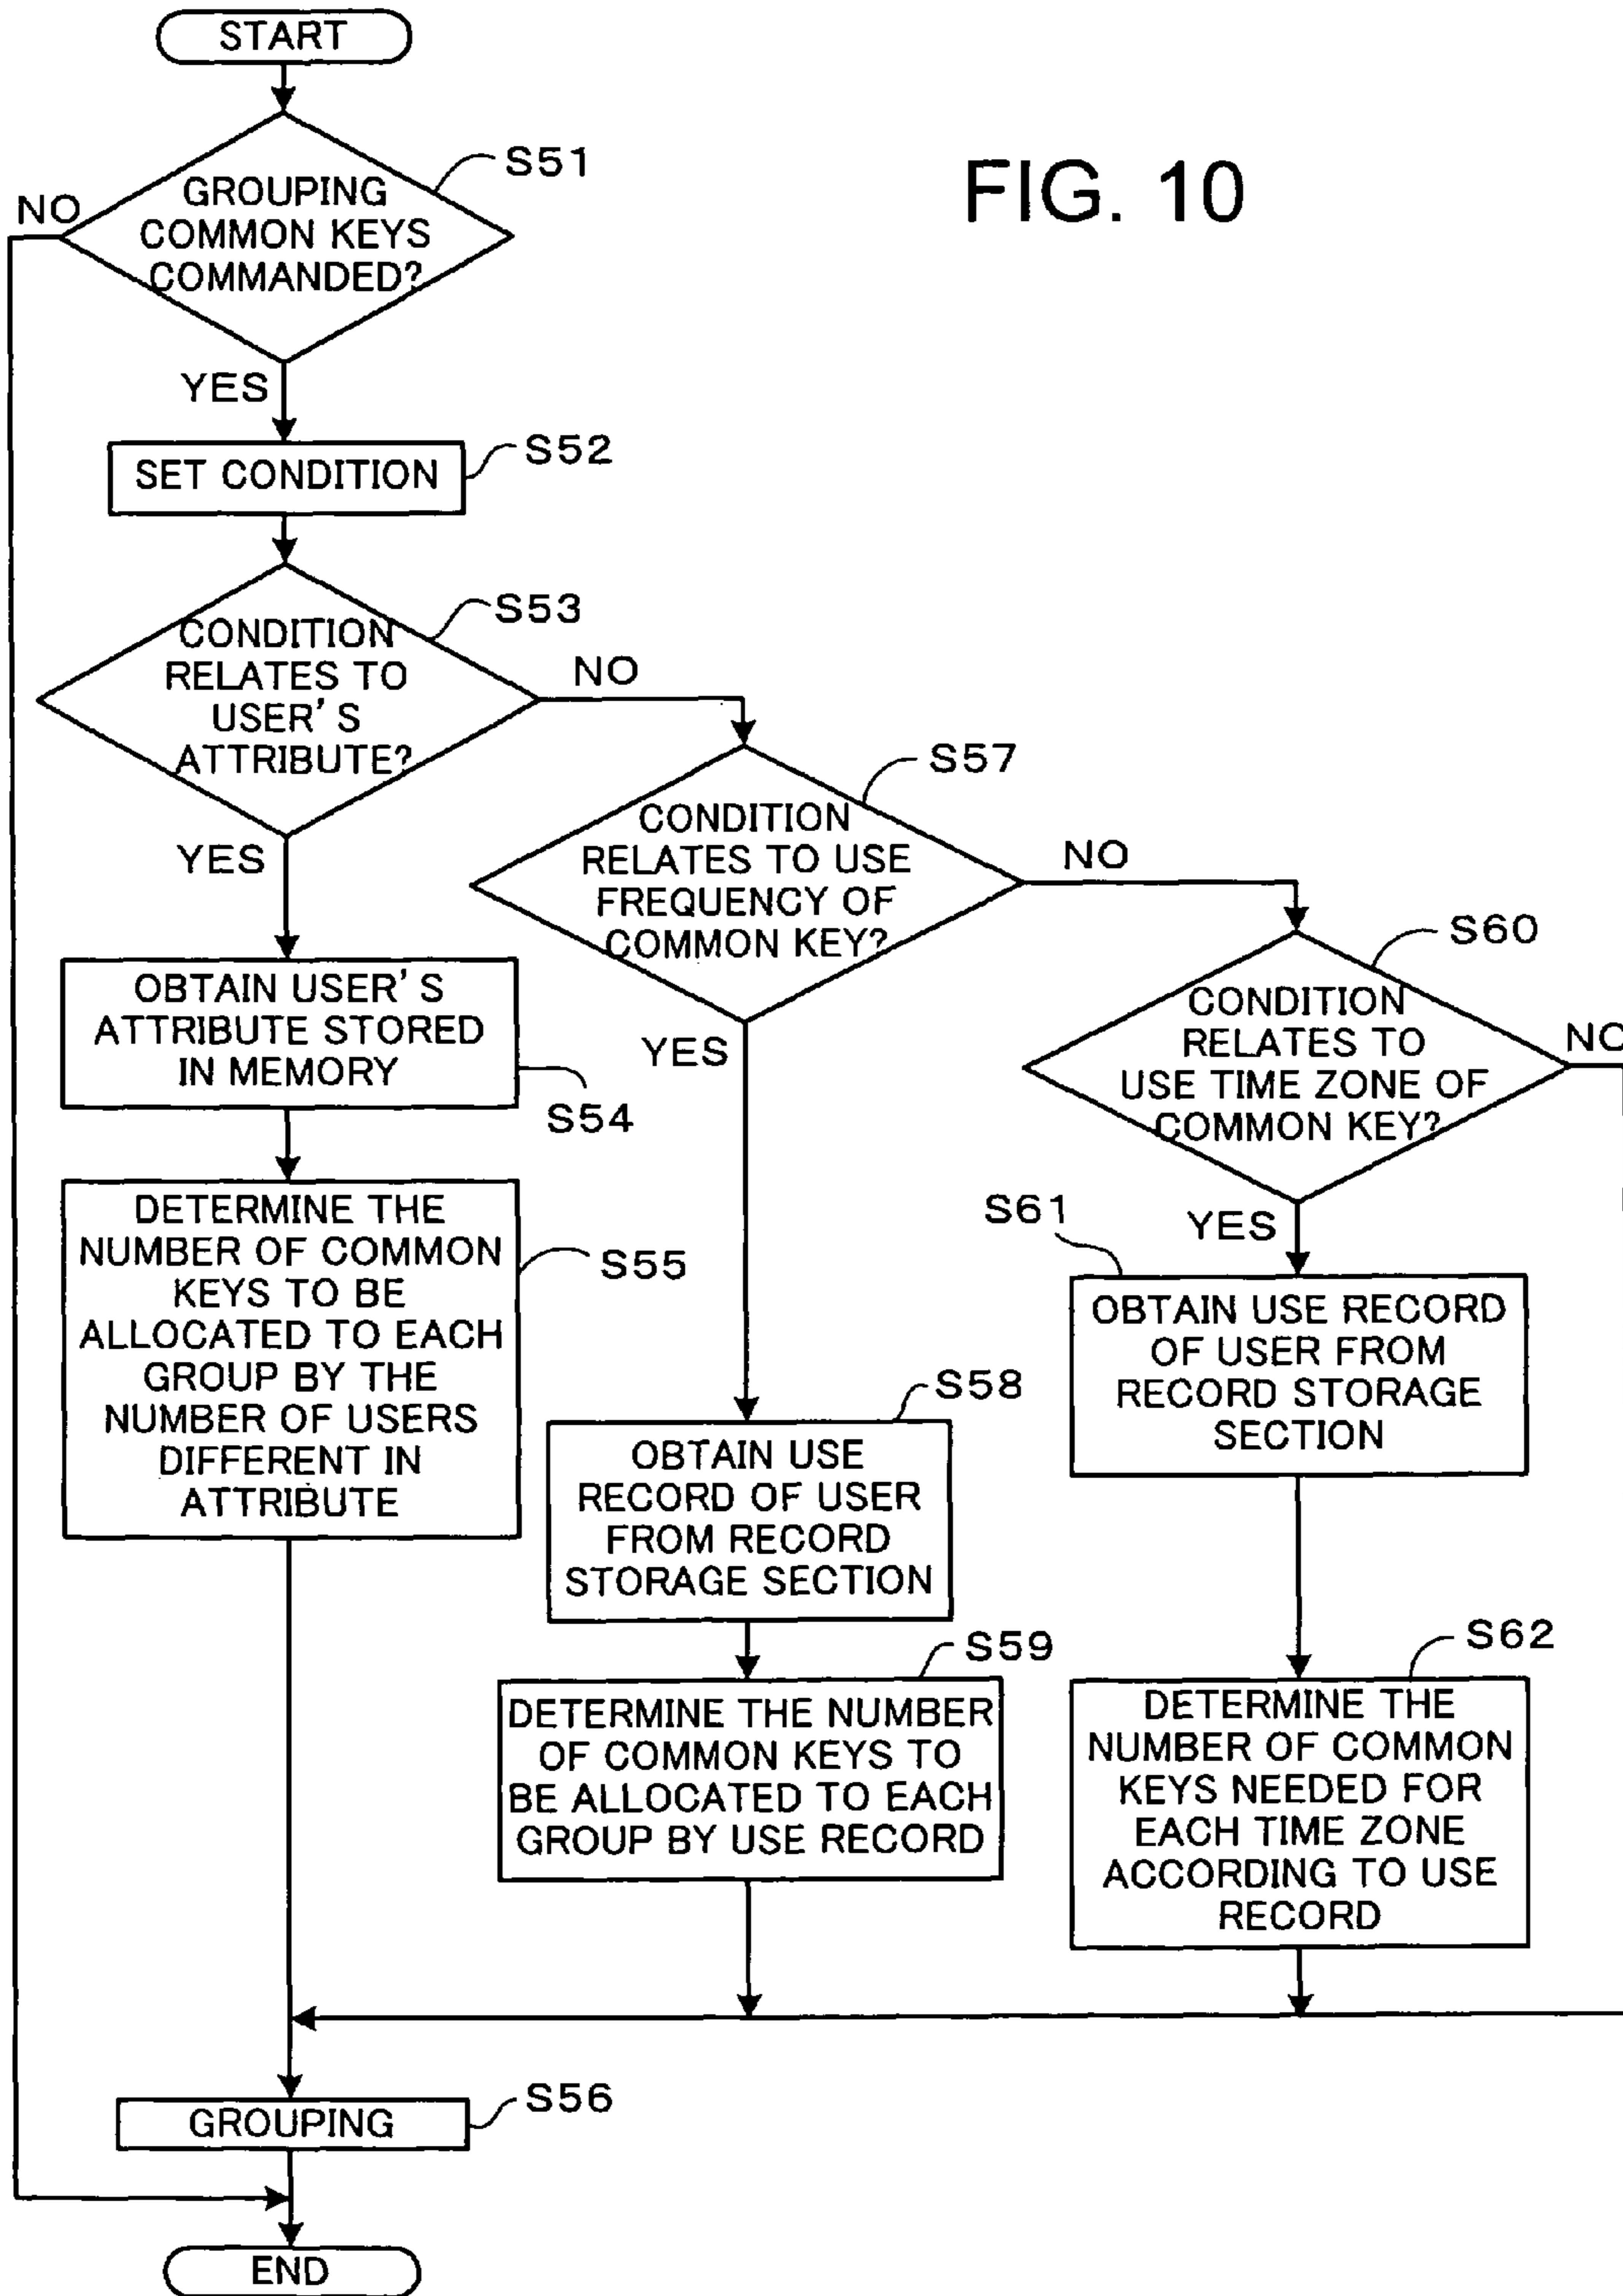 START
FIG. 10
S51
NO
GROUPING
COMMON KEYS
COMMANDED?
YES
S52
SET CONDITION
S53
CONDITION
RELATES TO
USER'S
ATTRIBUTE?
NO
YES
S57
CONDITION
RELATES TO USE
FREQUENCY OF
COMMON KEY?
NO
YES
S60
CONDITION
RELATES TO
USE TIME ZONE OF
COMMON KEY?
NO
YES
OBTAIN USER'S
ATTRIBUTE STORED
IN MEMORY
S54
DETERMINE THE
NUMBER OF COMMON
KEYS TO BE
ALLOCATED TO EACH
GROUP BY THE
NUMBER OF USERS
DIFFERENT IN
ATTRIBUTE
S55
S58
OBTAIN USE
RECORD OF USER
FROM RECORD
STORAGE SECTION
S59
DETERMINE THE NUMBER
OF COMMON KEYS TO
BE ALLOCATED TO EACH
GROUP BY USE RECORD
S61
OBTAIN USE RECORD
OF USER FROM
RECORD STORAGE
SECTION
S62
DETERMINE THE
NUMBER OF COMMON
KEYS NEEDED FOR
EACH TIME ZONE
ACCORDING TO USE
RECORD
S56
GROUPING
END